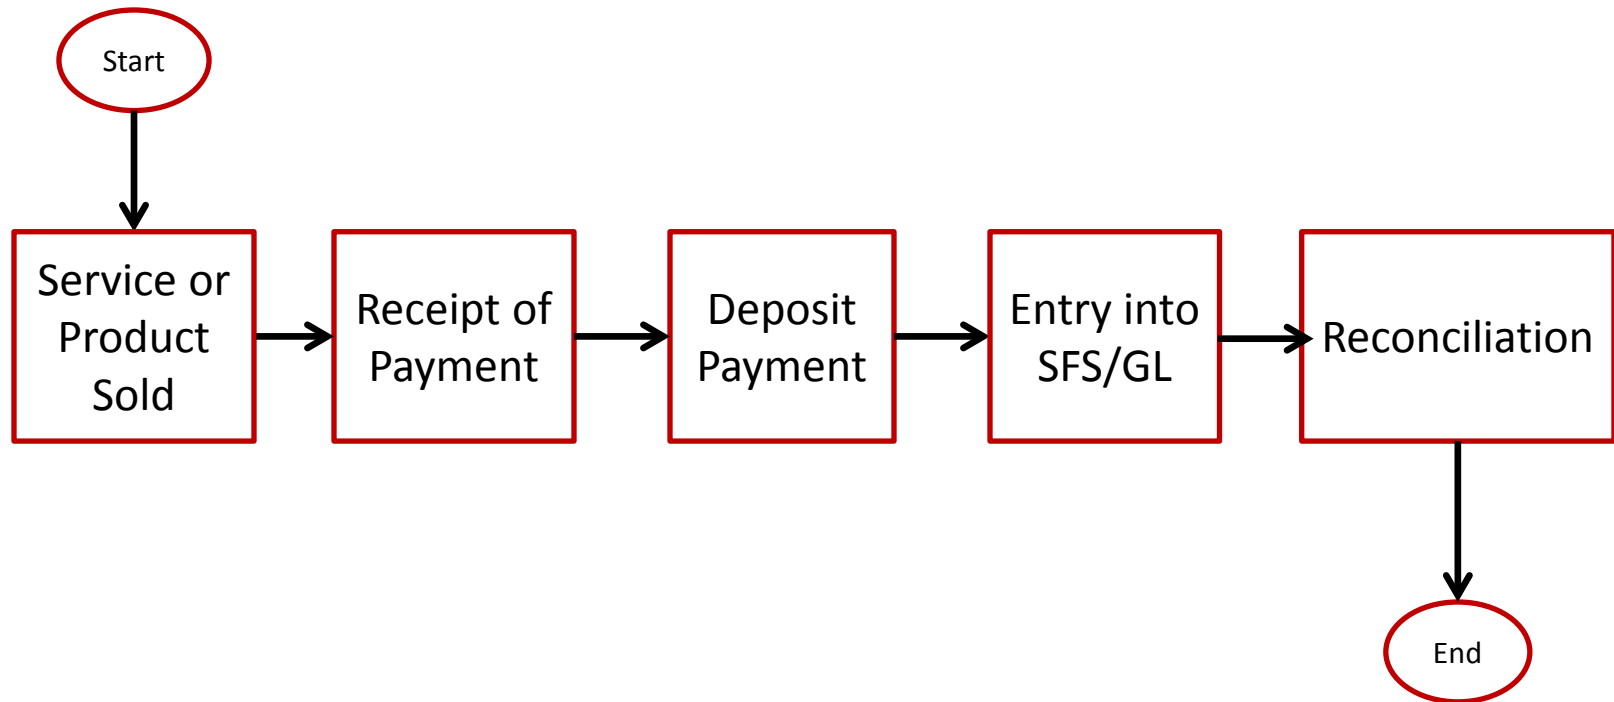 Start
Service or
Product
Sold
Receipt of
Payment
Deposit
Payment
Entry into
SFS/GL
Reconciliation
End